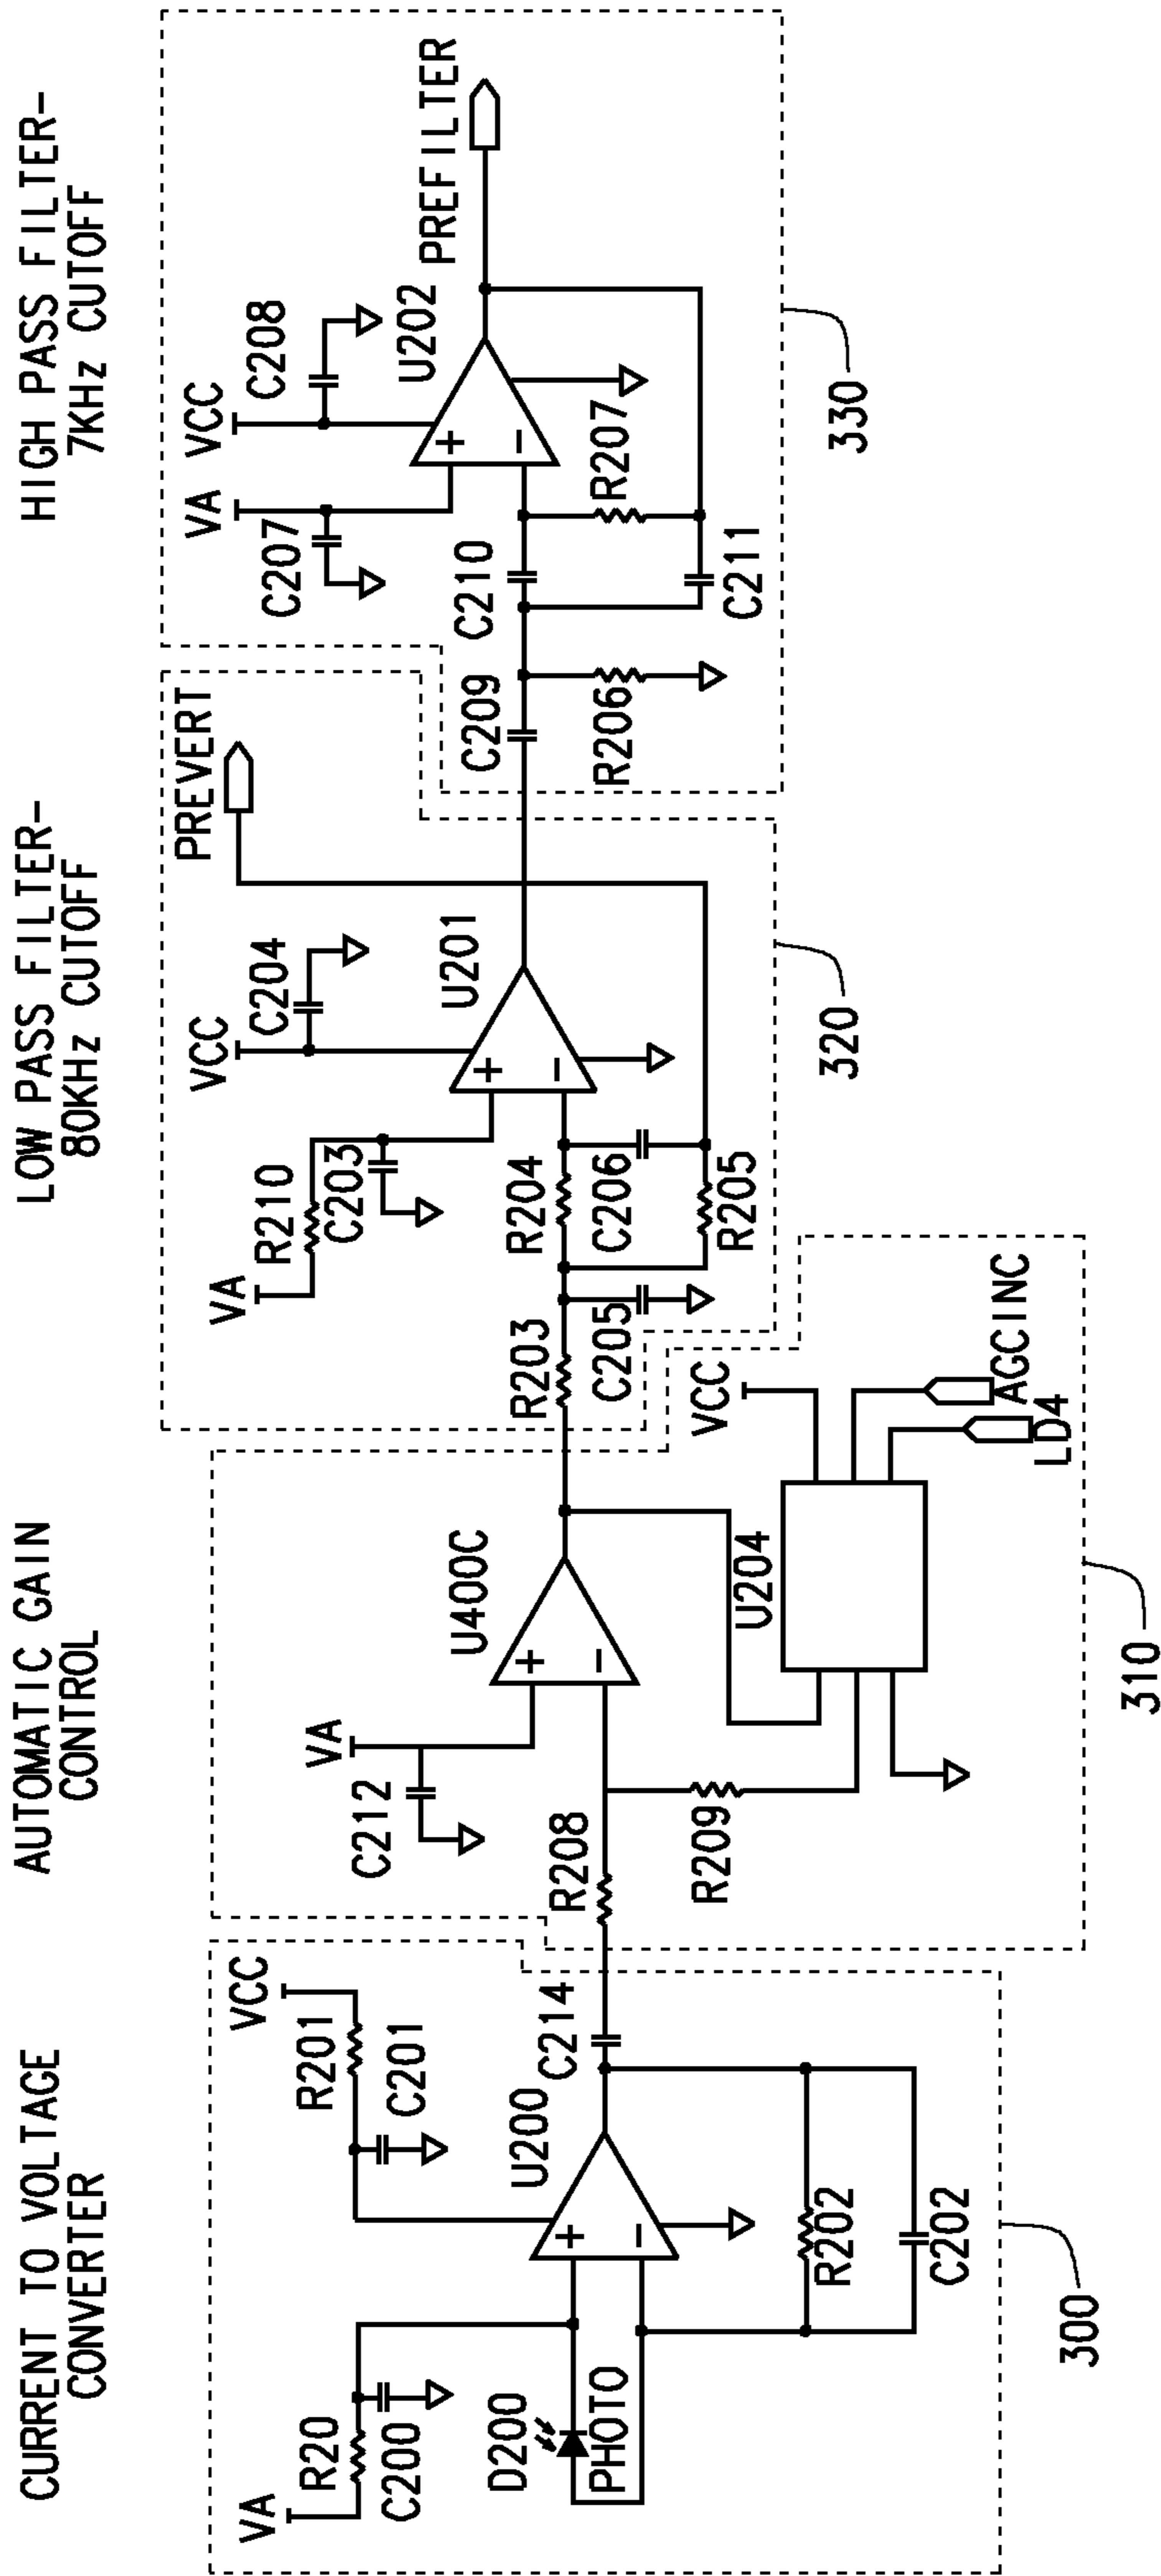 CURRENT TO VOLTAGE
CONVERTER
AUTOMATIC GAIN
CONTROL
LOW PASS FILTER-
80KHz CUTOFF
HIGH PASS FILTER-
7KHz CUTOFF
VA
R20
C200
D200
PHOTO
VCC
R201
C201
U200
+
−
R202
C202
C214
300
VA
C212
R208
R209
U400C
+
−
U204
VCC
AGCINC
LD4
310
VA
R210
C203
R203
C205
R204
C206
R205
VCC
C204
U201
+
−
PREVERT
320
C209
R206
C210
C211
VA
C207
VCC
C208
U202
+
−
R207
PREFILTER
330